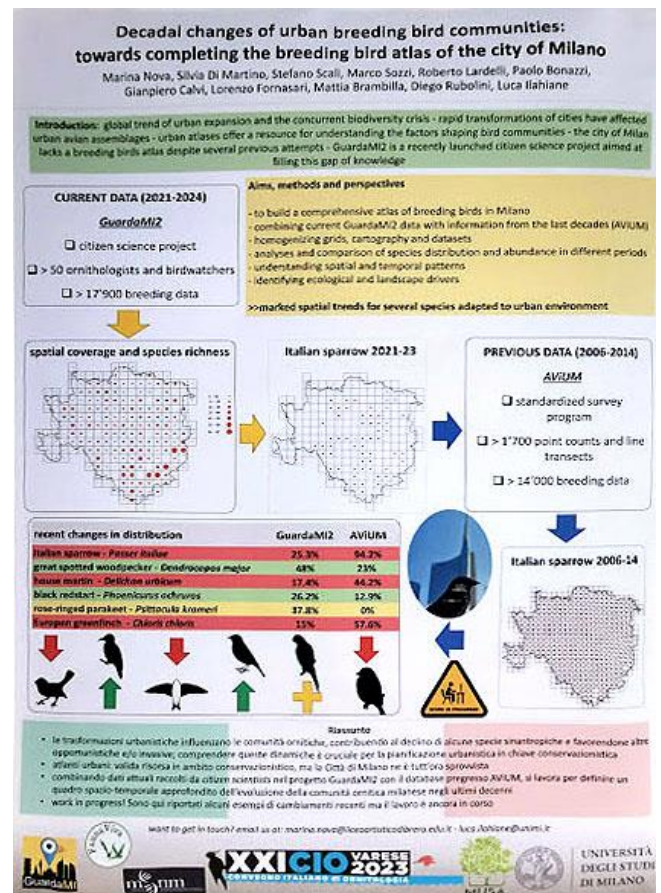 Decadal changes of urban breeding bird communities:
towards completing the breeding bird atlas of the city of Milano
Marina Nova, Silvia Di Martino, Stefano Scali, Marco Sozzi, Roberto Lardelli, Paolo Bonazzi,
Gianpiero Calvi, Lorenzo Fornasari, Mattia Brambilla, Diego Rubolini, Luca Ilahiane
Introduction: global trend of urban expansion and the concurrent biodiversity crisis - rapid transformations of cities have affected
urban avian assemblages - urban atlases offer a resource for understanding the factors shaping bird communities - the city of Milan
lacks a breeding birds atlas despite several previous attempts - GuardaMI2 is a recently launched citizen science project aimed at
filling this gap of knowledge
CURRENT DATA (2021-2024)
GuardaMI2
citizen science project
> 50 ornithologists and birdwatchers
> 17'900 breeding data
Aims, methods and perspectives
- to build a comprehensive atlas of breeding birds in Milano
- combining current GuardaMI2 data with information from the last decades (AViUM)
- homogenizing grids, cartography and datasets
- analyses and comparison of species distribution and abundance in different periods
- understanding spatial and temporal patterns
- identifying ecological and landscape drivers
>>marked spatial trends for several species adapted to urban environment
spatial coverage and species richness
Italian sparrow 2021-23
PREVIOUS DATA (2006-2014)
AViUM
standardized survey
program
> 1'700 point counts and line
transects
> 14'000 breeding data
recent changes in distribution GuardaMI2 AViUM
Italian sparrow - Passer italiae 25.3% 94.2%
great spotted woodpecker - Dendrocopos major 48% 23%
house martin - Delichon urbicum 17,4% 44.2%
black redstart - Phoenicurus ochruros 26.2% 12.9%
rose-ringed parakeet - Psittacula krameri 37.8% 0%
Europen greenfinch - Chloris chloris 15% 57.6%
Italian sparrow 2006-14
Riassunto
• le trasformazioni urbanistiche influenzano le comunità ornitiche, contribuendo al declino di alcune specie sinantropiche e favorendone altre
opportunistiche e/o invasive; comprendere queste dinamiche è cruciale per la pianificazione urbanistica in chiave conservazionistica
• atlanti urbani: valida risorsa in ambito conservazionistico, ma la Città di Milano ne è tutt'ora sprovvista
• combinando dati attuali raccolti da citizen scientists nel progetto GuardaMI2 con il database pregresso AVIUM, si lavora per definire un
quadro spazio-temporale approfondito dell'evoluzione della comunità ornitica milanese negli ultimi decenni
• work in progress! Sono qui riportati alcuni esempi di cambiamenti recenti ma il lavoro è ancora in corso
want to get in touch? email us at:
GuardaMI
XXI CIO VARESE
2023
CONVEGNO ITALIANO DI ORNITOLOGIA
MUSA
UNIVERSITÀ
DEGLI STUDI
DI MILANO